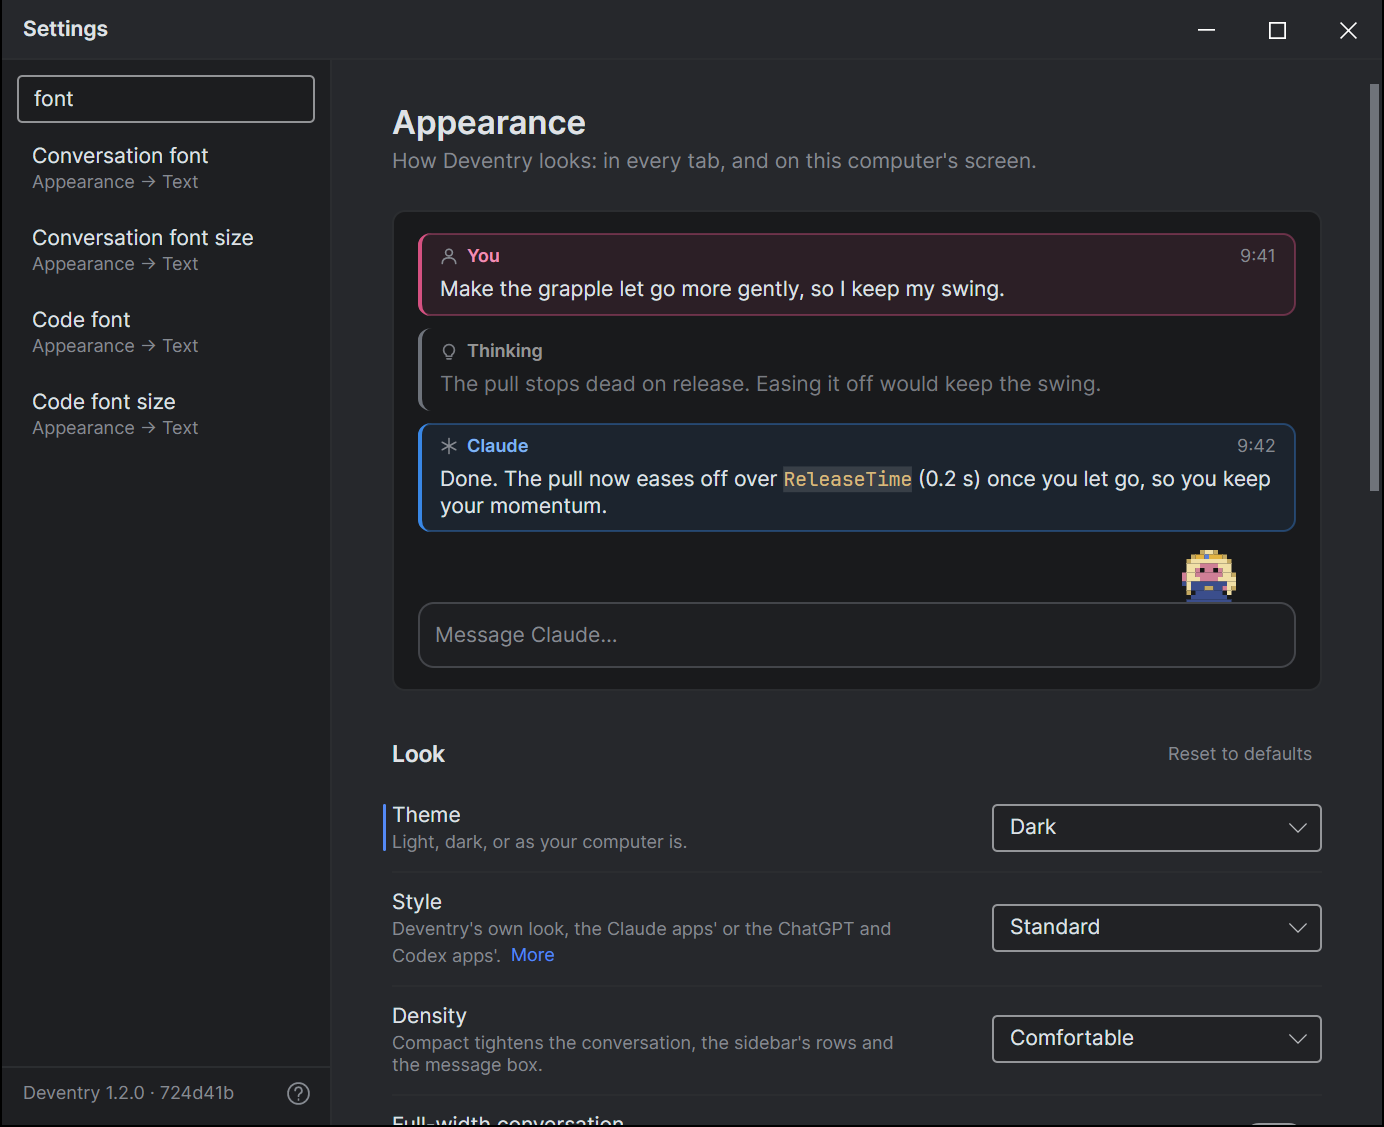 Settings
font
Conversation font
Appearance → Text
Conversation font size
Appearance → Text
Code font
Appearance → Text
Code font size
Appearance → Text
Deventry 1.2.0 · 724d41b
Appearance
How Deventry looks: in every tab, and on this computer's screen.
You 9:41
Make the grapple let go more gently, so I keep my swing.
Thinking
The pull stops dead on release. Easing it off would keep the swing.
Claude 9:42
Done. The pull now eases off over ReleaseTime (0.2 s) once you let go, so you keep
your momentum.
Message Claude...
Look Reset to defaults
Theme
Light, dark, or as your computer is.
Dark
Style
Deventry's own look, the Claude apps' or the ChatGPT and
Codex apps'. More
Standard
Density
Compact tightens the conversation, the sidebar's rows and
the message box.
Comfortable
Full-width conversation